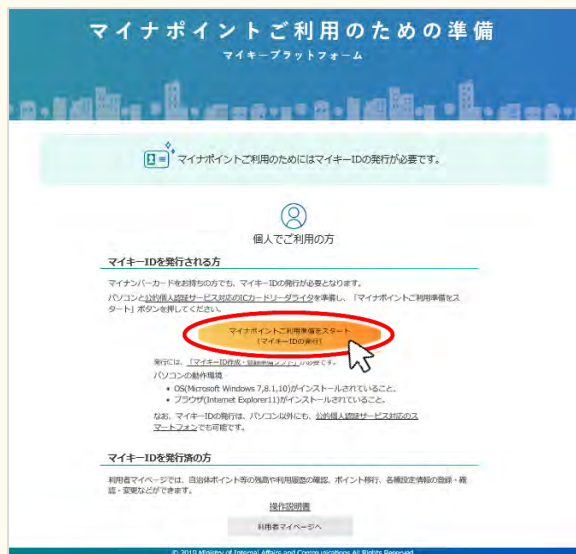 マイナポイントご利用のための準備
マイキープラットフォーム
マイナポイントご利用のためにはマイキーIDの発行が必要です。
個人でご利用の方
マイキーIDを発行される方
マイナンバーカードをお持ちの方でも、マイキーIDの発行が必要となります。
パソコンと公的個人認証サービス対応のICカードリーダライタを準備し、「マイナポイントご利用準備をス
タート」ボタンを押してください。
マイナポイントご利用準備をスタート
(マイキーIDの発行)
発行には、「マイキーID作成・登録準備ソフト」が必要です。
パソコンの動作環境
• OS(Microsoft Windows 7,8.1,10)がインストールされていること。
• ブラウザ(Internet Explorer11)がインストールされていること。
なお、マイキーIDの発行は、パソコン以外にも、公的個人認証サービス対応のス
マートフォンでも可能です。
マイキーIDを発行済の方
利用者マイページでは、自治体ポイント等の残高や利用履歴の確認、ポイント移行、各種設定情報の登録・確
認・変更などができます。
操作説明書
利用者マイページへ
© 2019 Ministry of Internal Affairs and Communications All Rights Reserved.